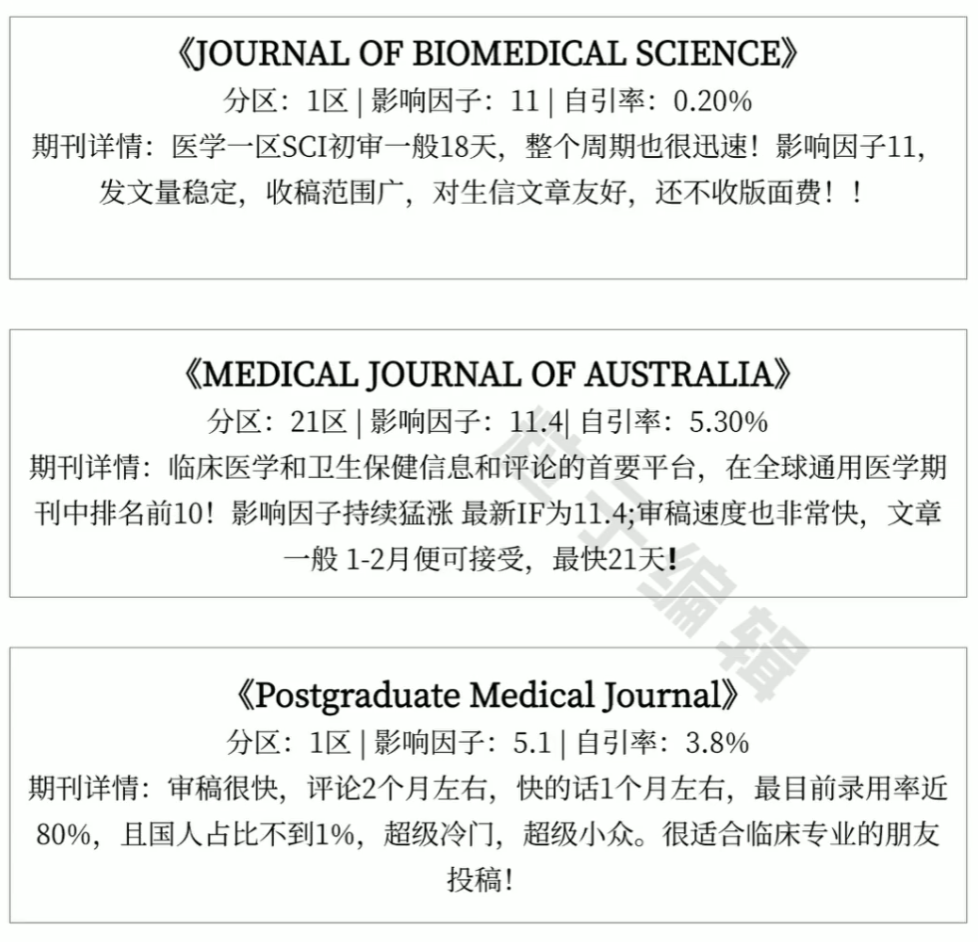 《JOURNAL OF BIOMEDICAL SCIENCE》
分区：1区 | 影响因子：11 | 自引率：0.20%
期刊详情：医学一区SCI初审一般18天，整个周期也很迅速！影响因子11，
发文量稳定，收稿范围广，对生信文章友好，还不收版面费！！
《MEDICAL JOURNAL OF AUSTRALIA》
分区：21区 | 影响因子：11.4| 自引率：5.30%
期刊详情：临床医学和卫生保健信息和评论的首要平台，在全球通用医学期
刊中排名前10！影响因子持续猛涨 最新IF为11.4;审稿速度也非常快，文章
一般 1-2月便可接受，最快21天!
《Postgraduate Medical Journal》
分区：1区 | 影响因子：5.1 | 自引率：3.8%
期刊详情：审稿很快，评论2个月左右，快的话1个月左右，最目前录用率近
80%，且国人占比不到1%，超级冷门，超级小众。很适合临床专业的朋友
投稿！